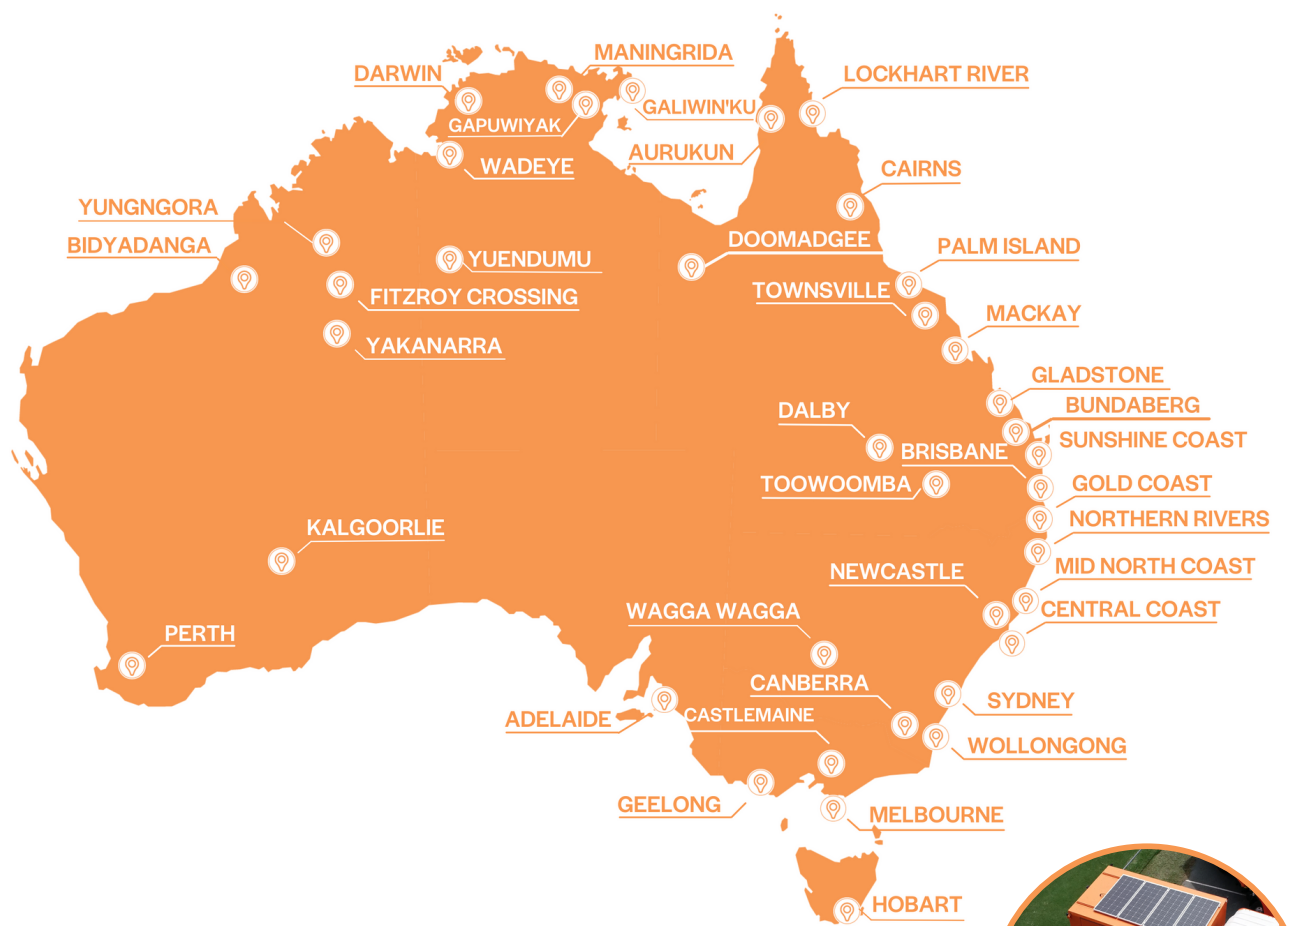 MANINGRIDA
DARWIN
LOCKHART RIVER
GALIWIN'KU
GAPUWIYAK
AURUKUN
WADEYE
CAIRNS
YUNGNGORA
BIDYADANGA
DOOMADGEE
PALM ISLAND
YUENDUMU
TOWNSVILLE
FITZROY CROSSING
MACKAY
YAKANARRA
GLADSTONE
BUNDABERG
DALBY
SUNSHINE COAST
BRISBANE
TOOWOOMBA
GOLD COAST
NORTHERN RIVERS
KALGOORLIE
MID NORTH COAST
NEWCASTLE
CENTRAL COAST
WAGGA WAGGA
PERTH
CANBERRA
SYDNEY
CASTLEMAINE
ADELAIDE
WOLLONGONG
GEELONG
MELBOURNE
HOBART